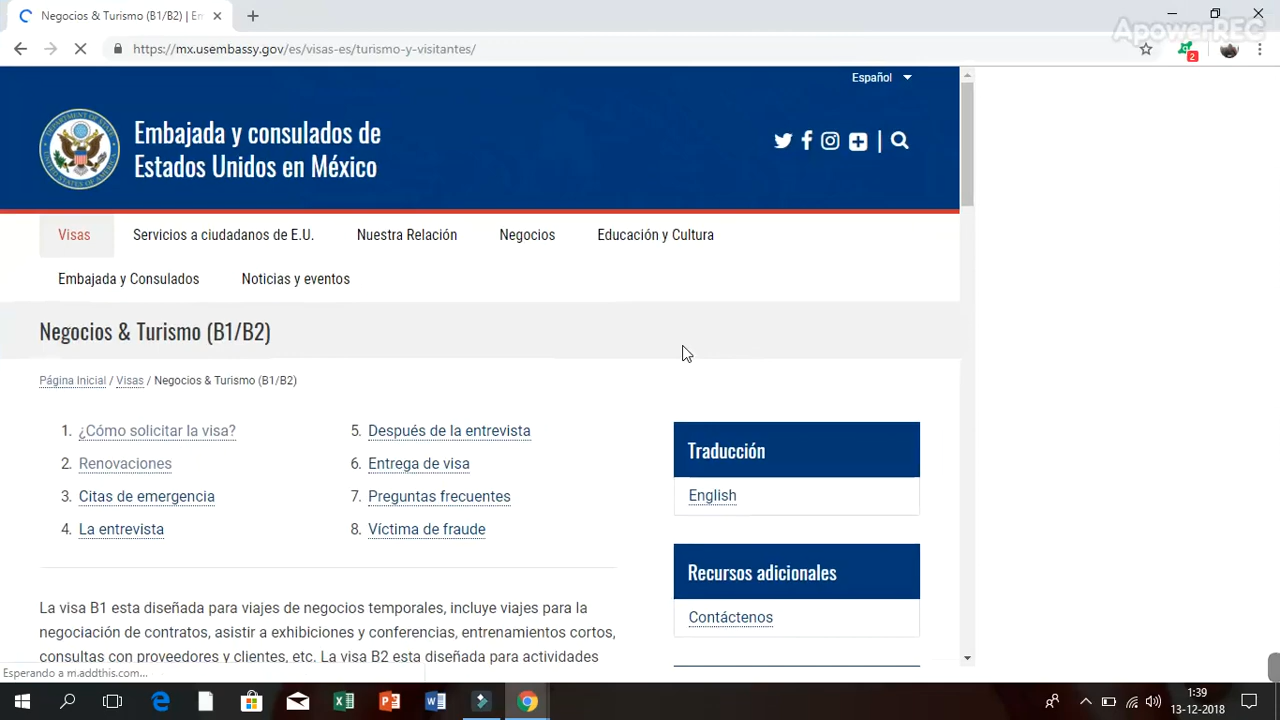 Negocios & Turismo (B1/B2) | Em
ApowerREC
https://mx.usembassy.gov/es/visas-es/turismo-y-visitantes/
2
Español
Embajada y consulados de
Estados Unidos en México
Visas
Servicios a ciudadanos de E.U.
Nuestra Relación
Negocios
Educación y Cultura
Embajada y Consulados
Noticias y eventos
Negocios & Turismo (B1/B2)
Página Inicial / Visas / Negocios & Turismo (B1/B2)
1. ¿Cómo solicitar la visa?
2. Renovaciones
3. Citas de emergencia
4. La entrevista
5. Después de la entrevista
6. Entrega de visa
7. Preguntas frecuentes
8. Víctima de fraude
Traducción
English
Recursos adicionales
Contáctenos
La visa B1 esta diseñada para viajes de negocios temporales, incluye viajes para la
negociación de contratos, asistir a exhibiciones y conferencias, entrenamientos cortos,
consultas con proveedores y clientes, etc. La visa B2 esta diseñada para actividades
Esperando a m.addthis.com...
1:39
13-12-2018